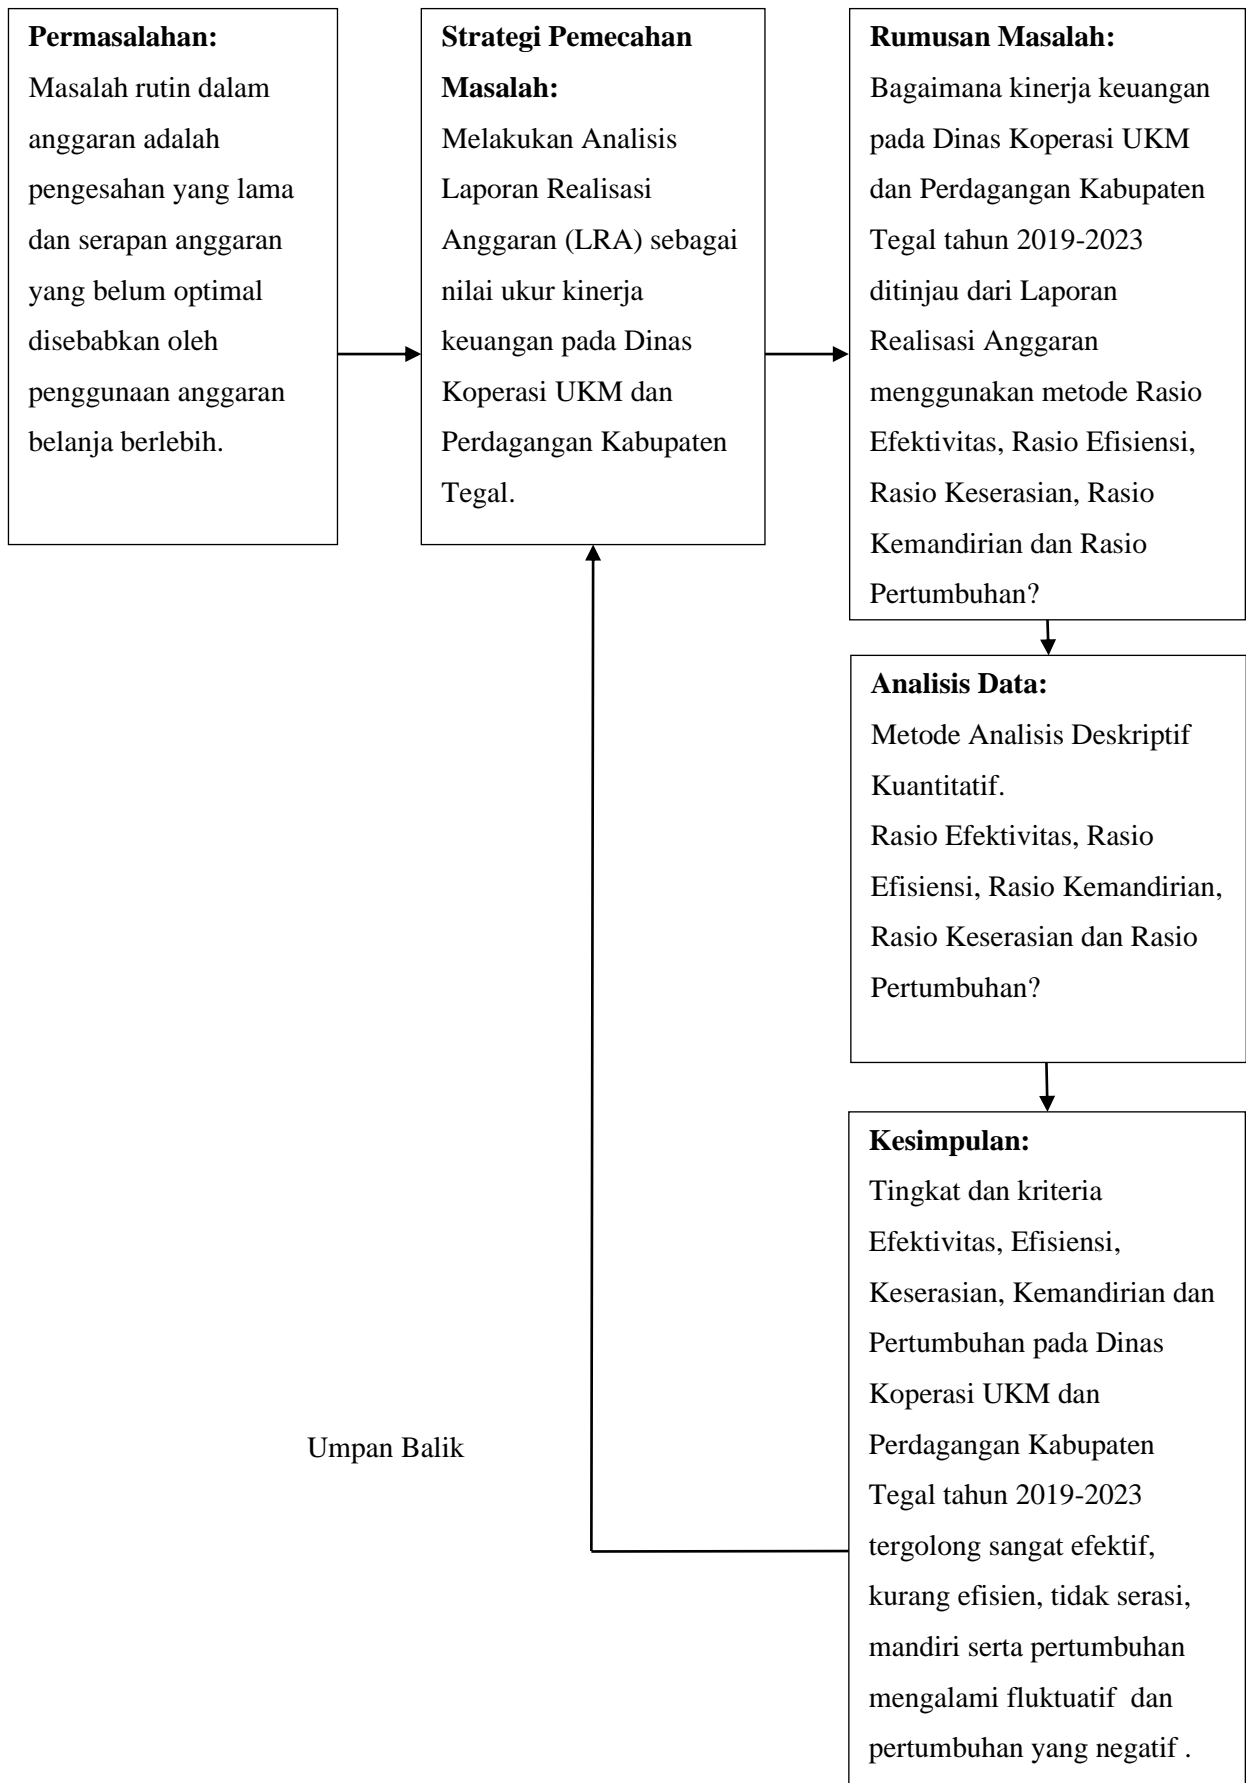 Permasalahan:
Masalah rutin dalam
anggaran adalah
pengesahan yang lama
dan serapan anggaran
yang belum optimal
disebabkan oleh
penggunaan anggaran
belanja berlebih.
Strategi Pemecahan
Masalah:
Melakukan Analisis
Laporan Realisasi
Anggaran (LRA) sebagai
nilai ukur kinerja
keuangan pada Dinas
Koperasi UKM dan
Perdagangan Kabupaten
Tegal.
Rumusan Masalah:
Bagaimana kinerja keuangan
pada Dinas Koperasi UKM
dan Perdagangan Kabupaten
Tegal tahun 2019-2023
ditinjau dari Laporan
Realisasi Anggaran
menggunakan metode Rasio
Efektivitas, Rasio Efisiensi,
Rasio Keserasian, Rasio
Kemandirian dan Rasio
Pertumbuhan?
Analisis Data:
Metode Analisis Deskriptif
Kuantitatif.
Rasio Efektivitas, Rasio
Efisiensi, Rasio Kemandirian,
Rasio Keserasian dan Rasio
Pertumbuhan?
Kesimpulan:
Tingkat dan kriteria
Efektivitas, Efisiensi,
Keserasian, Kemandirian dan
Pertumbuhan pada Dinas
Koperasi UKM dan
Perdagangan Kabupaten
Tegal tahun 2019-2023
tergolong sangat efektif,
kurang efisien, tidak serasi,
mandiri serta pertumbuhan
mengalami fluktuatif  dan
pertumbuhan yang negatif .
Umpan Balik